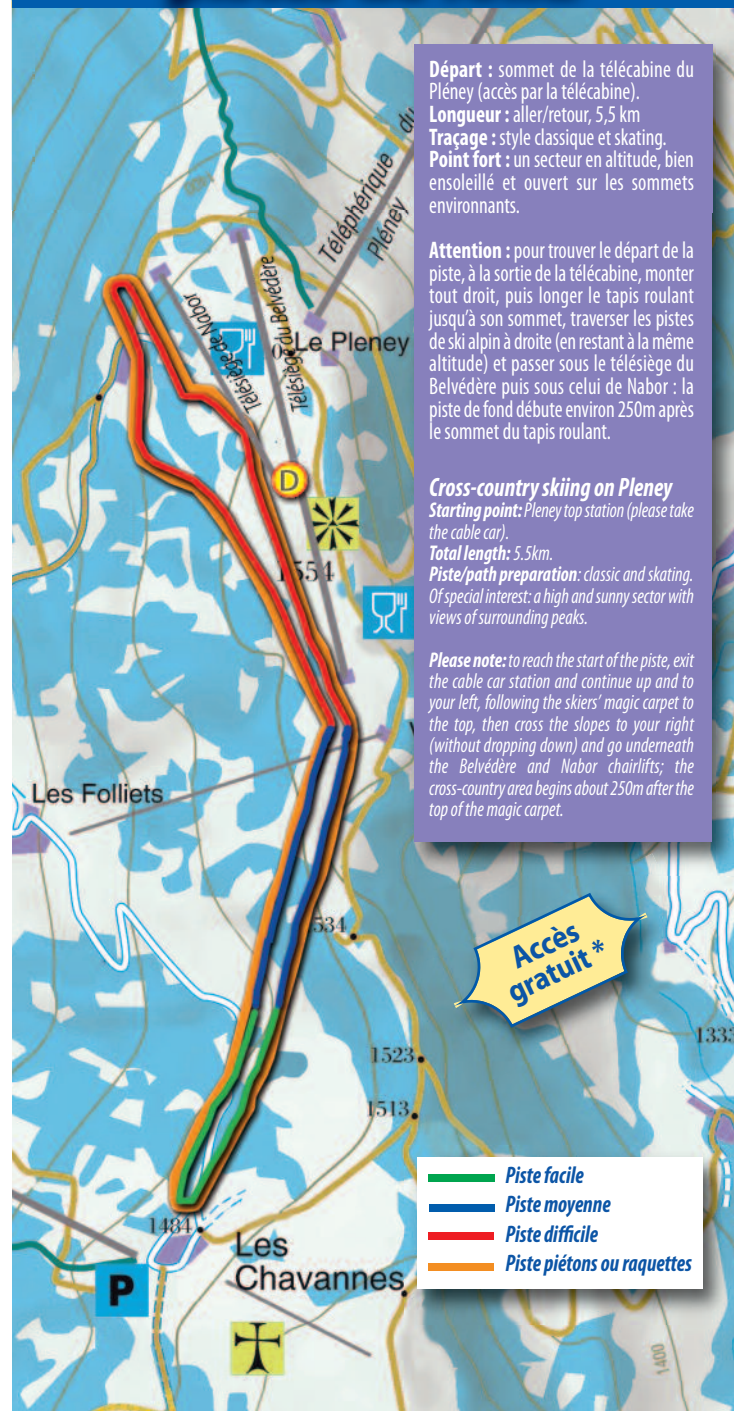 Départ : sommet de la télécabine du
Pléney (accès par la télécabine).
Longueur : aller/retour, 5,5 km
Traçage : style classique et skating.
Point fort : un secteur en altitude, bien
ensoleillé et ouvert sur les sommets
environnants.
Attention : pour trouver le départ de la
piste, à la sortie de la télécabine, monter
tout droit, puis longer le tapis roulant
jusqu'à son sommet, traverser les pistes
de ski alpin à droite (en restant à la même
altitude) et passer sous le télésiège du
Belvédère puis sous celui de Nabor : la
piste de fond débute environ 250m après
le sommet du tapis roulant.
Cross-country skiing on Pleney
Starting point: Pleney top station (please take
the cable car).
Total length: 5.5km.
Piste/path preparation: classic and skating.
Of special interest: a high and sunny sector with
views of surrounding peaks.
Please note: to reach the start of the piste, exit
the cable car station and continue up and to
your left, following the skiers' magic carpet to
the top, then cross the slopes to your right
(without dropping down) and go underneath
the Belvédère and Nabor chairlifts; the
cross-country area begins about 250m after the
top of the magic carpet.
Téléphérique du
Pléney
Télésiège de Nabor
Télésiège du Belvédère
Le Pleney
D
1554
Les Folliets
534
Accès
gratuit *
1333
1523
1513
1484
Les
Chavannes
P
1400
Piste facile
Piste moyenne
Piste difficile
Piste piétons ou raquettes